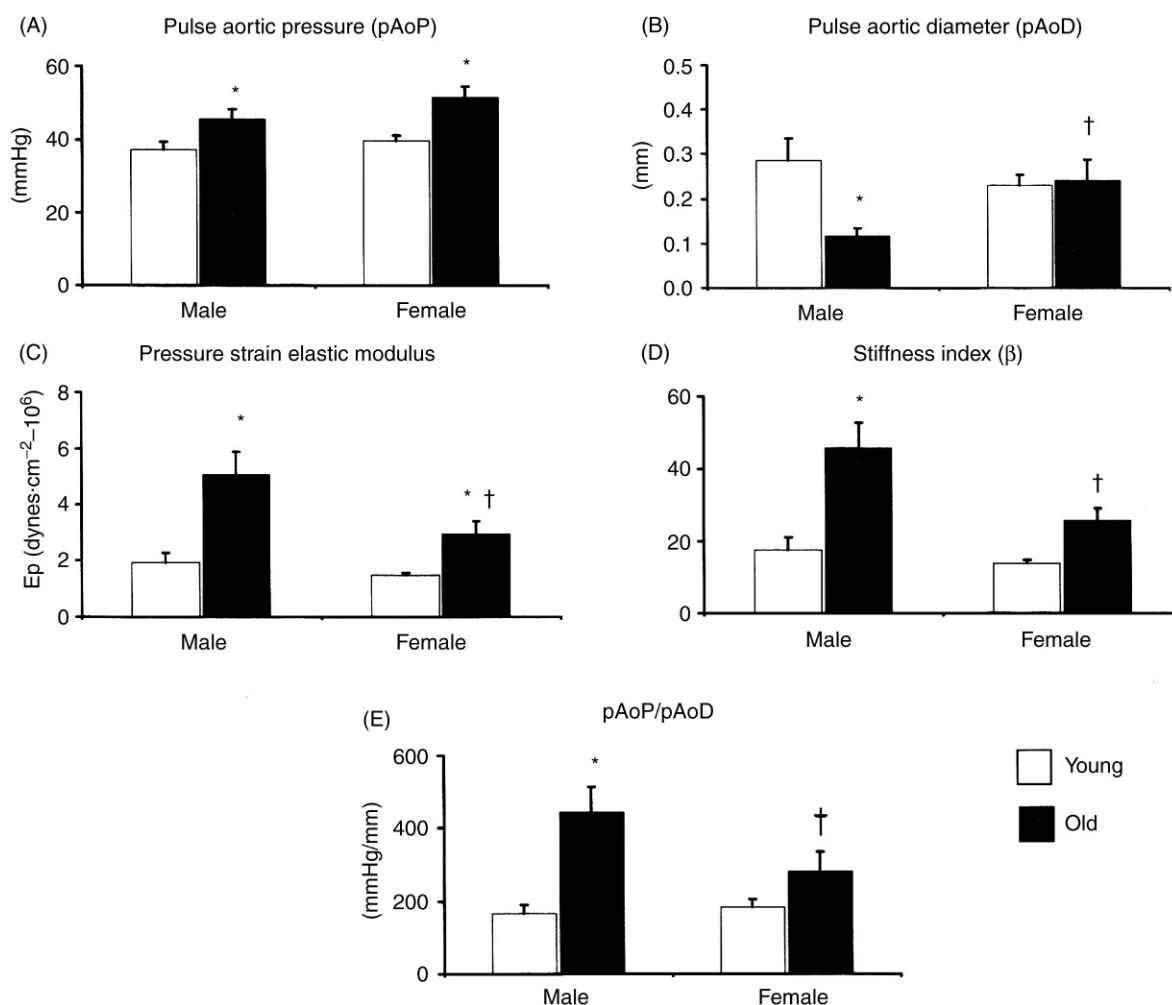 (A) Pulse aortic pressure (pAoP)
60
40
20
0
(mmHg)
*
*
Male Female
(B) Pulse aortic diameter (pAoD)
0.5
0.4
0.3
0.2
0.1
0.0
(mm)
*
†
Male Female
(C) Pressure strain elastic modulus
8
6
4
2
0
Ep (dynes·cm⁻²–10⁶)
*
* †
Male Female
(D) Stiffness index (β)
60
40
20
0
*
†
Male Female
(E) pAoP/pAoD
600
400
200
0
(mmHg/mm)
*
†
Male Female
Young
Old